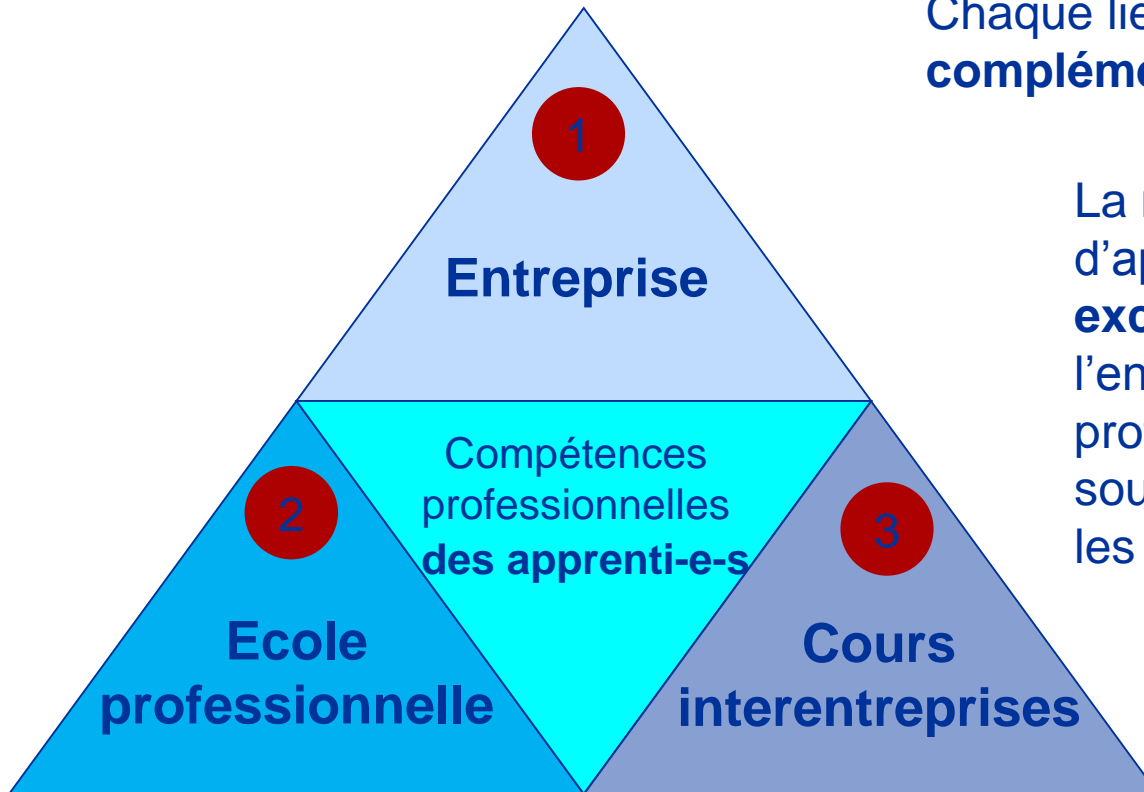 Chaque
1
La
Entreprise
Compétences
professionnelles
les
des apprenti-e-s
2
3
Ecole
professionnelle
Cours
interentreprises